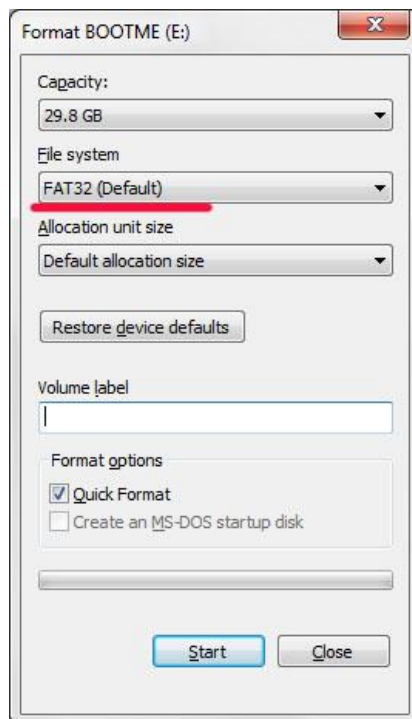 Format BOOTME (E:)
Capacity:
29.8 GB
File system
FAT32 (Default)
Allocation unit size
Default allocation size
Restore device defaults
Volume label
Format options
Quick Format
Create an MS-DOS startup disk
Start
Close